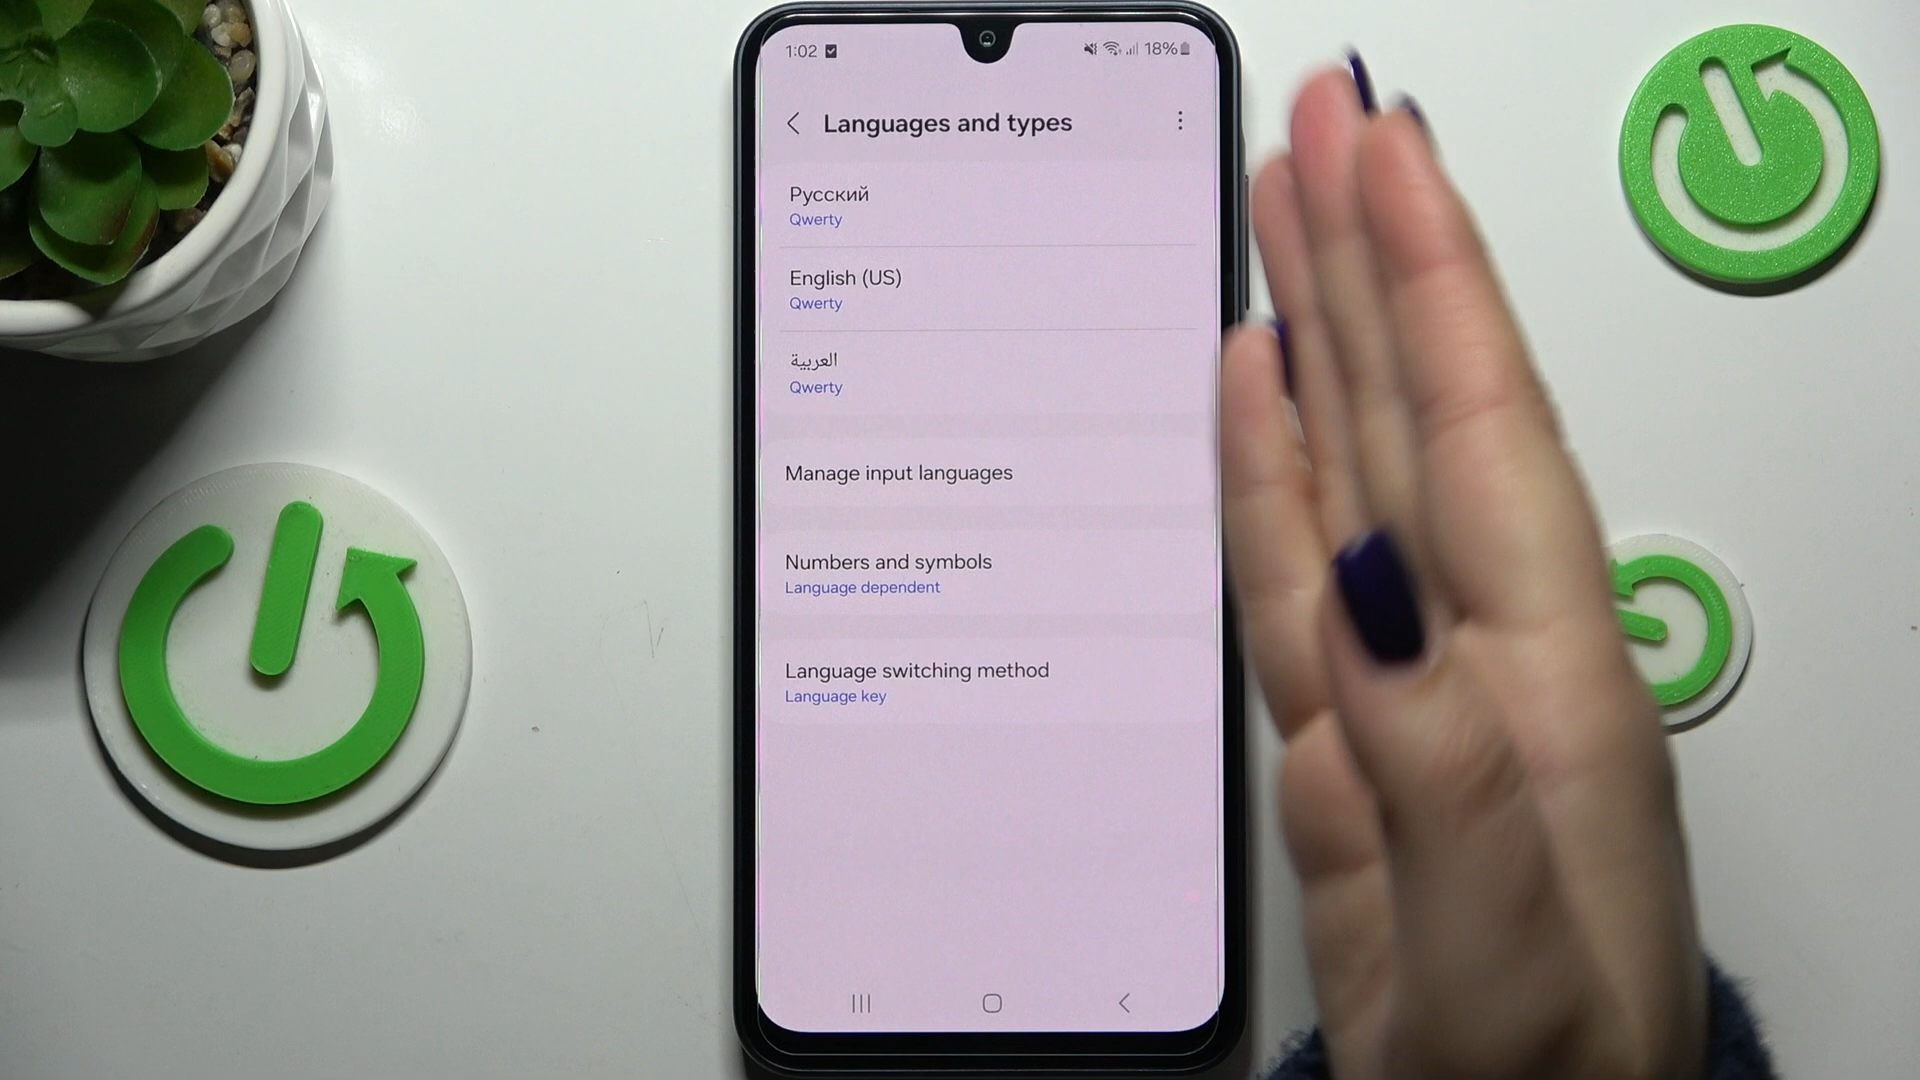 1:02 18%
Languages and types
Русский
Qwerty
English (US)
Qwerty
العربية
Qwerty
Manage input languages
Numbers and symbols
Language dependent
Language switching method
Language key